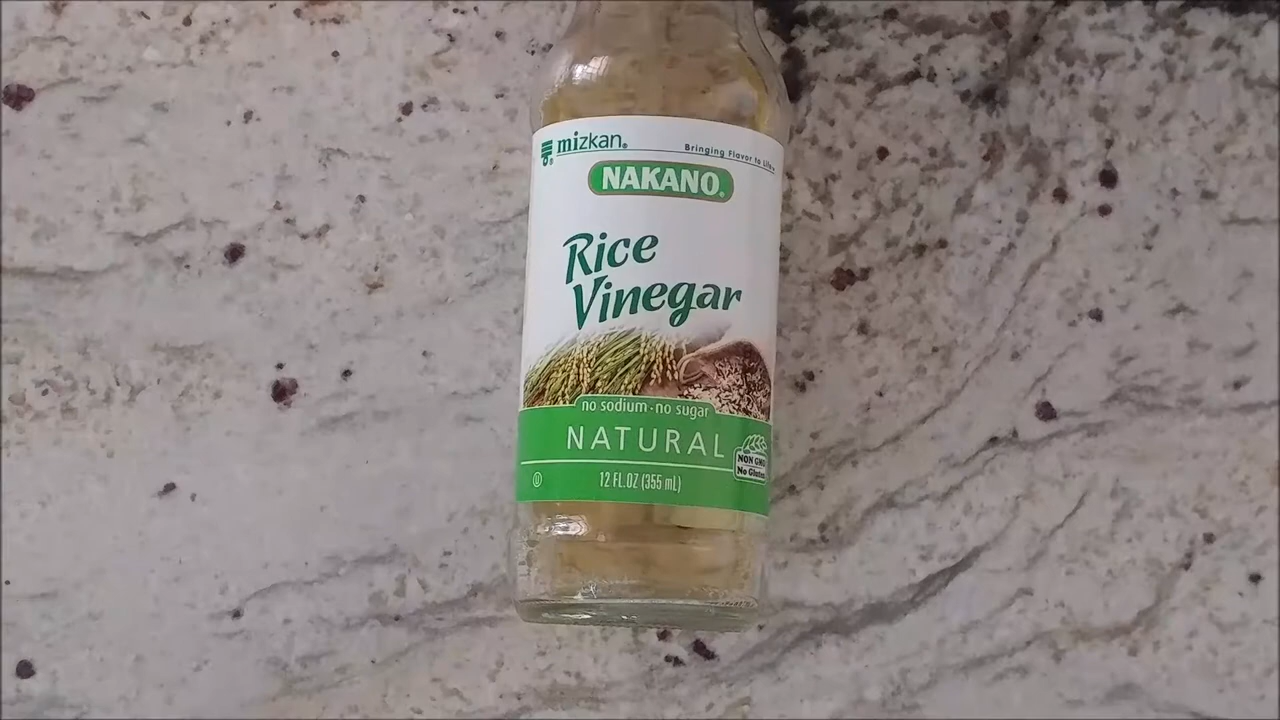 mizkan®
Bringing Flavor to Life™
NAKANO®
Rice
Vinegar
no sodium · no sugar
NATURAL
NON GMO
No Gluten
U
12 FL.OZ (355 mL)